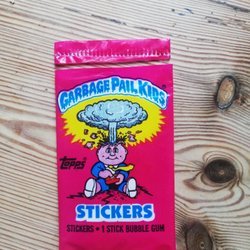 GARBAGE PAIL KIDS
Topps
STICKERS
STICKERS • 1 STICK BUBBLE GUM